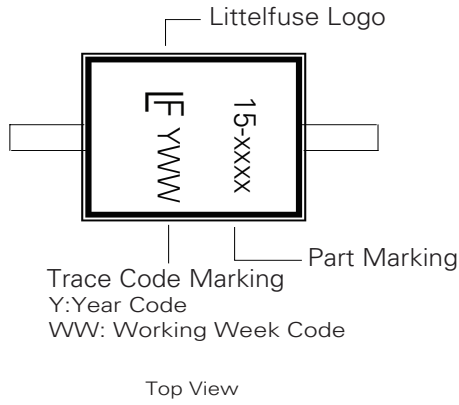 Littelfuse Logo
LF YWW
15-xxxx
Part Marking
Trace Code Marking
Y:Year Code
WW: Working Week Code
Top View